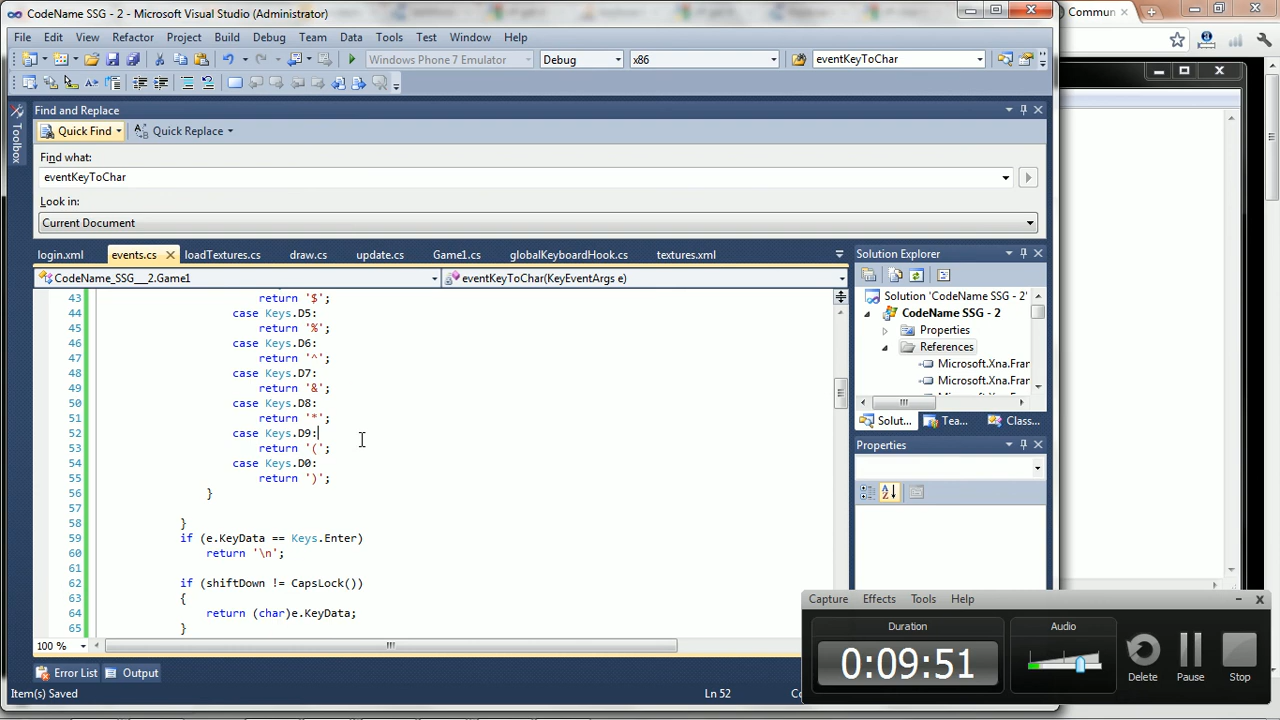 CodeName SSG - 2 - Microsoft Visual Studio (Administrator)
Commun
File Edit View Refactor Project Build Debug Team Data Tools Test Window Help
Windows Phone 7 Emulator Debug x86 eventKeyToChar
Find and Replace
Quick Find Quick Replace
Find what:
eventKeyToChar
Look in:
Current Document
Toolbox
login.xml events.cs loadTextures.cs draw.cs update.cs Game1.cs globalKeyboardHook.cs textures.xml
CodeName_SSG__2.Game1 eventKeyToChar(KeyEventArgs e)
43 return '$';
44 case Keys.D5:
45 return '%';
46 case Keys.D6:
47 return '^';
48 case Keys.D7:
49 return '&';
50 case Keys.D8:
51 return '*';
52 case Keys.D9:
53 return '(';
54 case Keys.D0:
55 return ')';
56 }
57
58 }
59 if (e.KeyData == Keys.Enter)
60 return '\n';
61
62 if (shiftDown != CapsLock())
63 {
64 return (char)e.KeyData;
65 }
100 %
Solution Explorer
Solution 'CodeName SSG - 2'
CodeName SSG - 2
Properties
References
Microsoft.Xna.Fran
Microsoft.Xna.Fran
Solut... Tea... Class...
Properties
Error List Output
Item(s) Saved Ln 52
Capture Effects Tools Help
Duration Audio
0:09:51
Delete Pause Stop